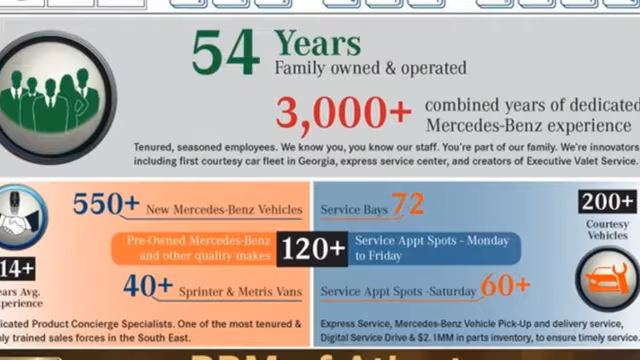 54 Years
Family owned & operated
3,000+ combined years of dedicated
Mercedes-Benz experience
Tenured, seasoned employees. We know you, you know our staff. You're part of our family. We're innovators
including first courtesy car fleet in Georgia, express service center, and creators of Executive Valet Service.
550+ New Mercedes-Benz Vehicles
Pre-Owned Mercedes-Benz
and other quality makes
120+
40+ Sprinter & Metris Vans
14+
ears Avg.
xperience
icated Product Concierge Specialists. One of the most tenured &
ly trained sales forces in the South East.
Service Bays 72
Service Appt Spots - Monday
to Friday
Service Appt Spots -Saturday 60+
200+
Courtesy
Vehicles
Express Service, Mercedes-Benz Vehicle Pick-Up and delivery service,
Digital Service Drive & $2.1MM in parts inventory, to ensure timely service.